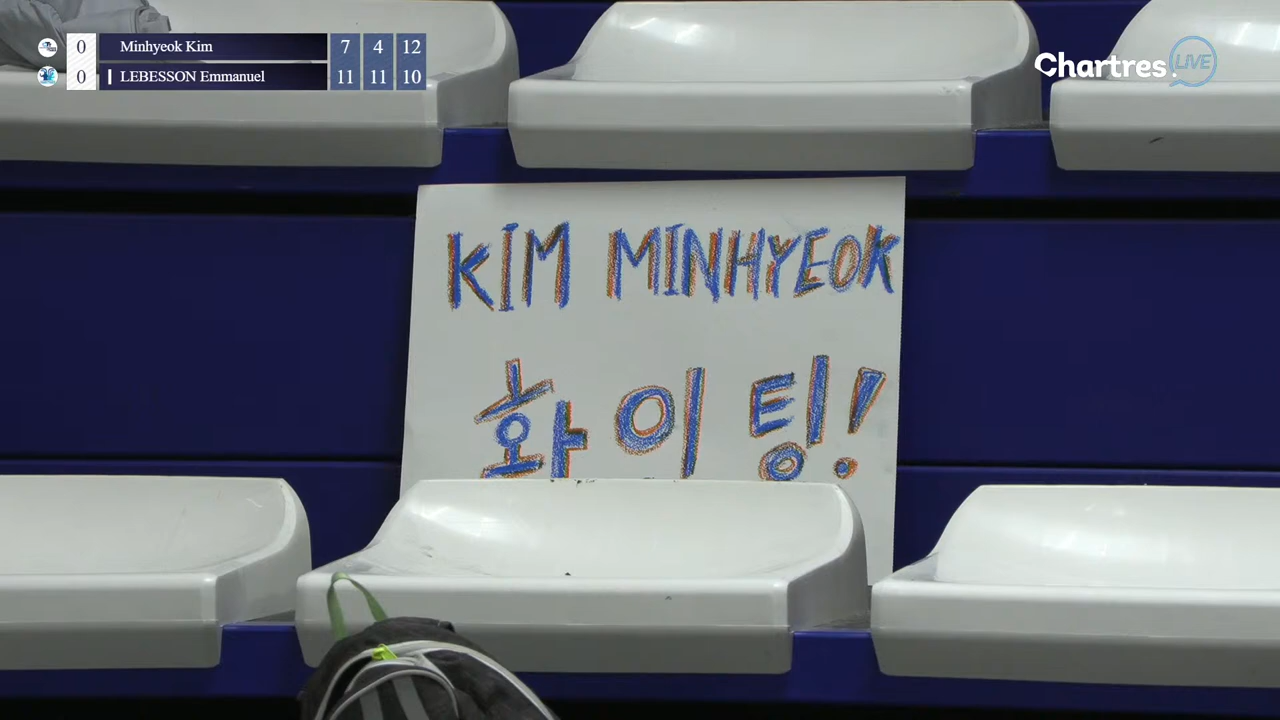 0 Minhyeok Kim 7 4 12
0 LEBESSON Emmanuel 11 11 10
Chartres. LIVE
KIM MINHYEOK
화이팅!